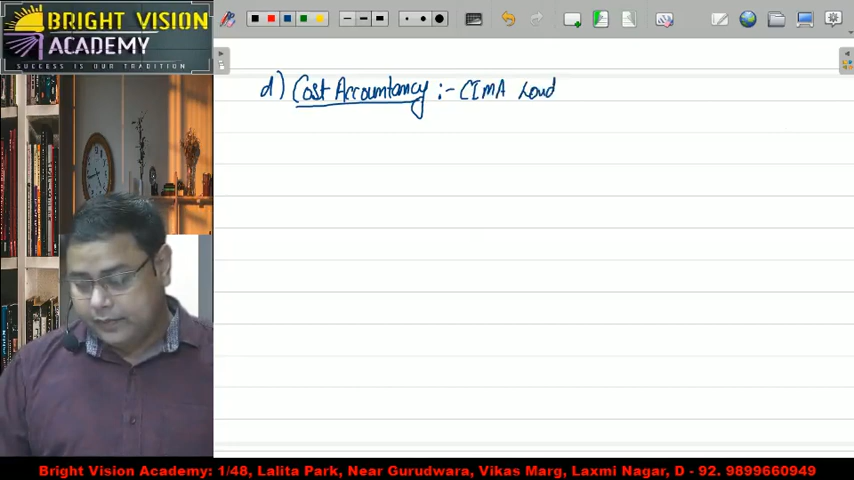 BRIGHT VISION
ACADEMY
SUCCESS IS OUR TRADITION
d) Cost Accountancy :- CIMA Lond
Bright Vision Academy: 1/48, Lalita Park, Near Gurudwara, Vikas Marg, Laxmi Nagar, D - 92. 9899660949